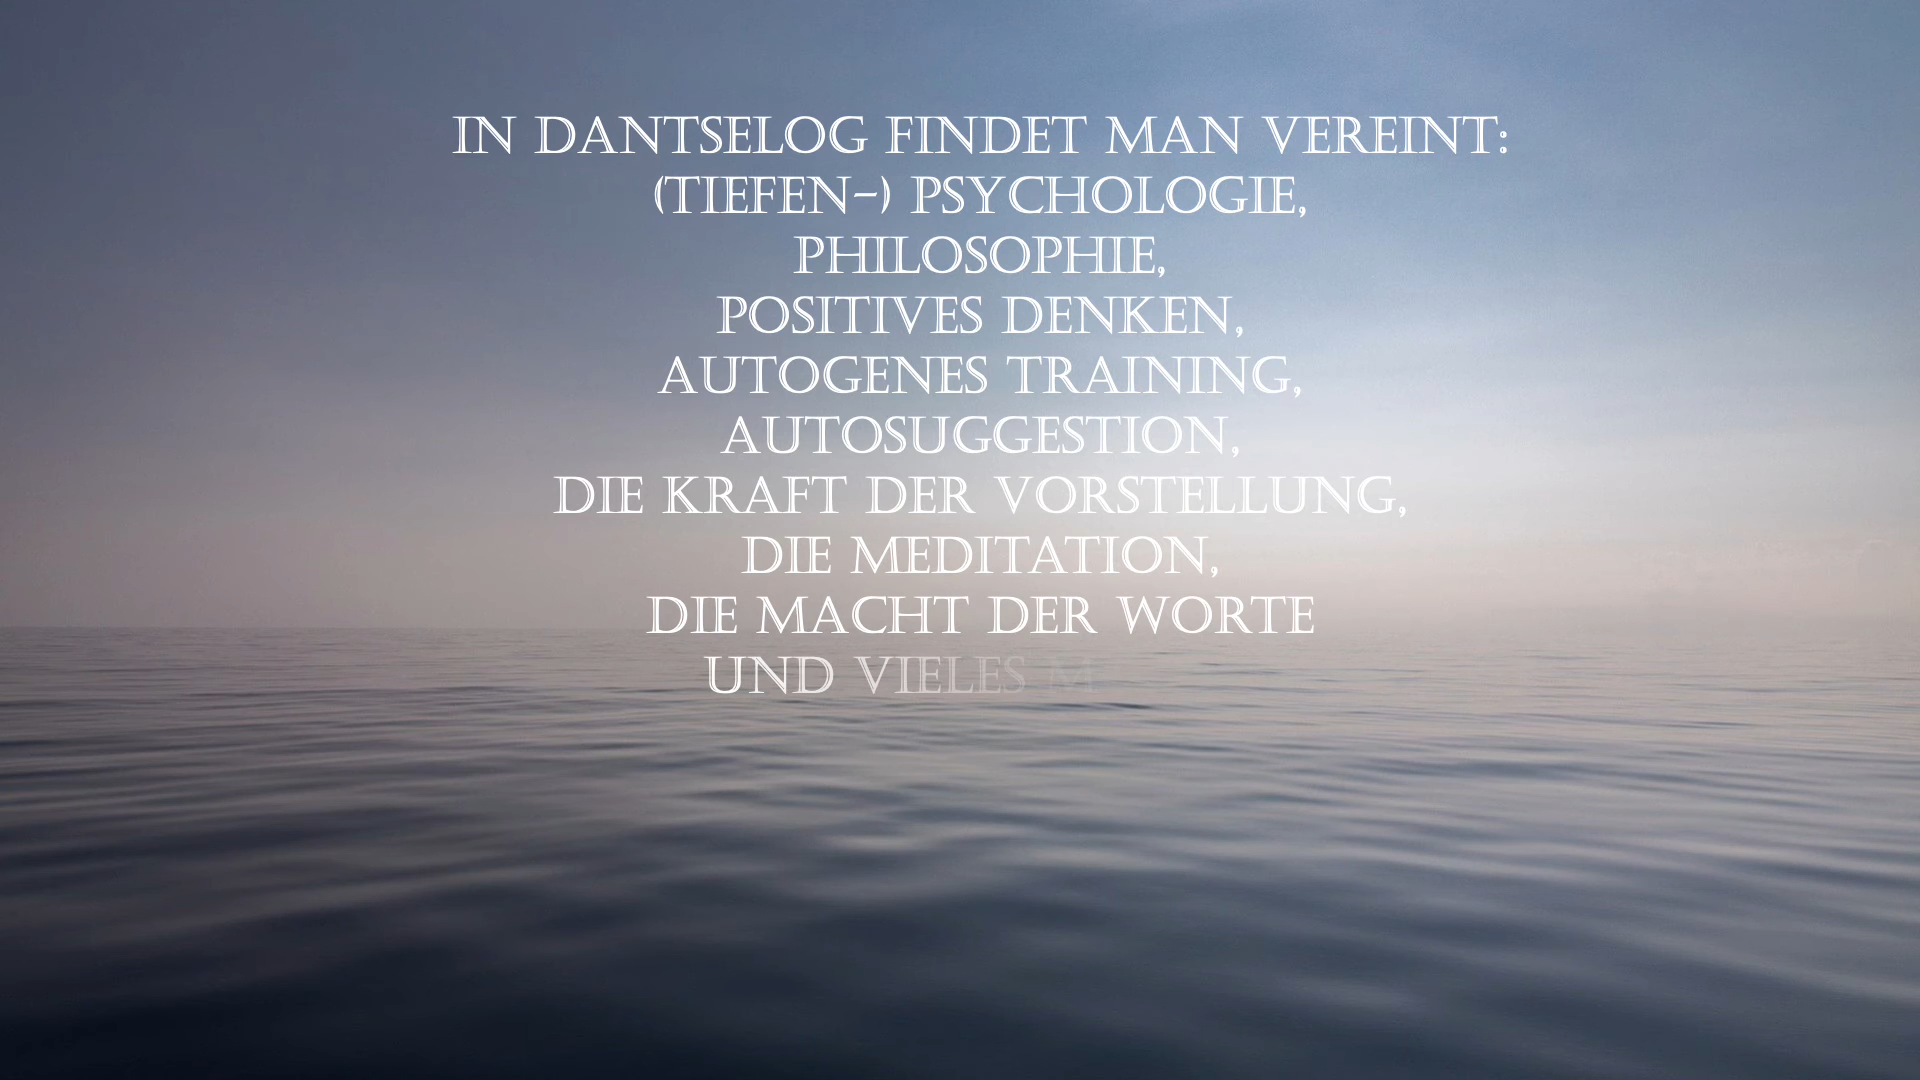 IN DANTSELOG FINDET MAN VEREINT:
(TIEFEN-) PSYCHOLOGIE,
PHILOSOPHIE,
POSITIVES DENKEN,
AUTOGENES TRAINING,
AUTOSUGGESTION,
DIE KRAFT DER VORSTELLUNG,
DIE MEDITATION,
DIE MACHT DER WORTE
UND VIELES M